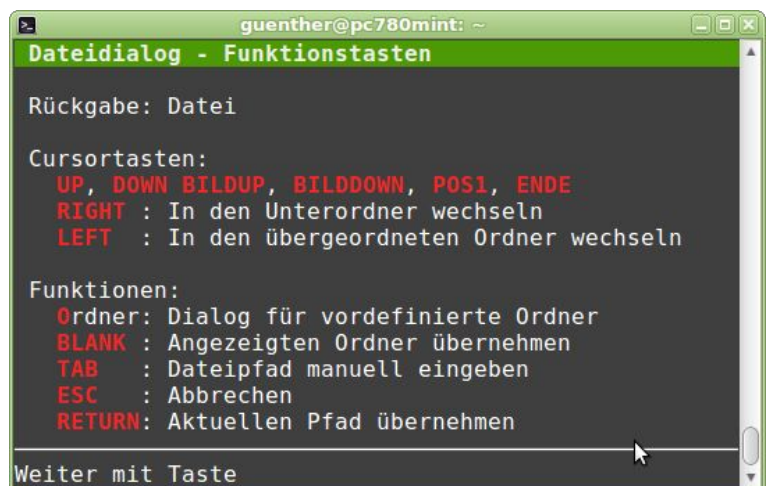 guenther@pc780mint: ~
Dateidialog - Funktionstasten
Rückgabe: Datei
Cursortasten:
UP, DOWN BILDUP, BILDDOWN, POS1, ENDE
RIGHT : In den Unterordner wechseln
LEFT : In den übergeordneten Ordner wechseln
Funktionen:
Ordner: Dialog für vordefinierte Ordner
BLANK : Angezeigten Ordner übernehmen
TAB : Dateipfad manuell eingeben
ESC : Abbrechen
RETURN: Aktuellen Pfad übernehmen
Weiter mit Taste